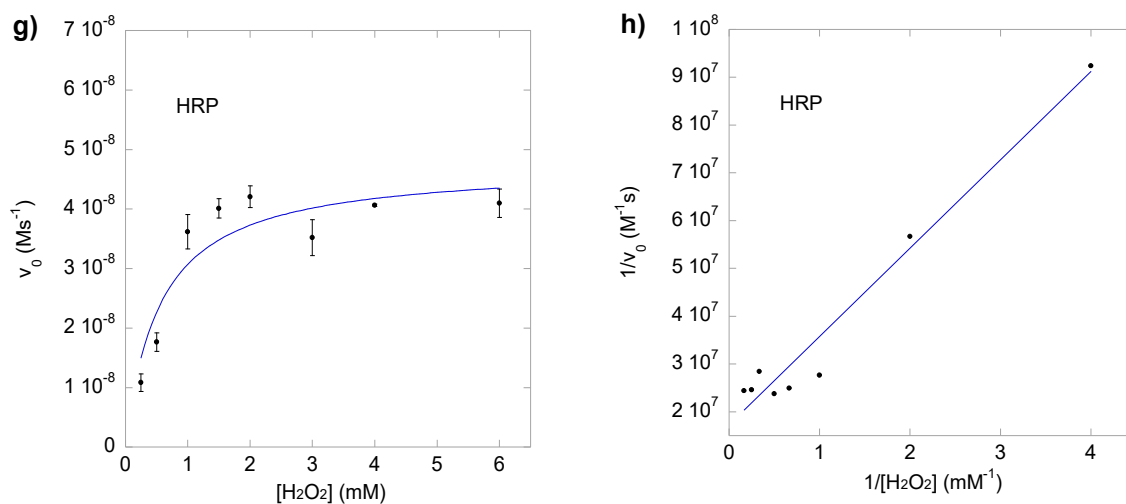 g)
7 10⁻⁸
6 10⁻⁸
5 10⁻⁸
4 10⁻⁸
3 10⁻⁸
2 10⁻⁸
1 10⁻⁸
0
v₀ (Ms⁻¹)
HRP
0 1 2 3 4 5 6
[H₂O₂] (mM)
h)
1 10⁸
9 10⁷
8 10⁷
7 10⁷
6 10⁷
5 10⁷
4 10⁷
3 10⁷
2 10⁷
1/v₀ (M⁻¹s)
HRP
0 1 2 3 4
1/[H₂O₂] (mM⁻¹)